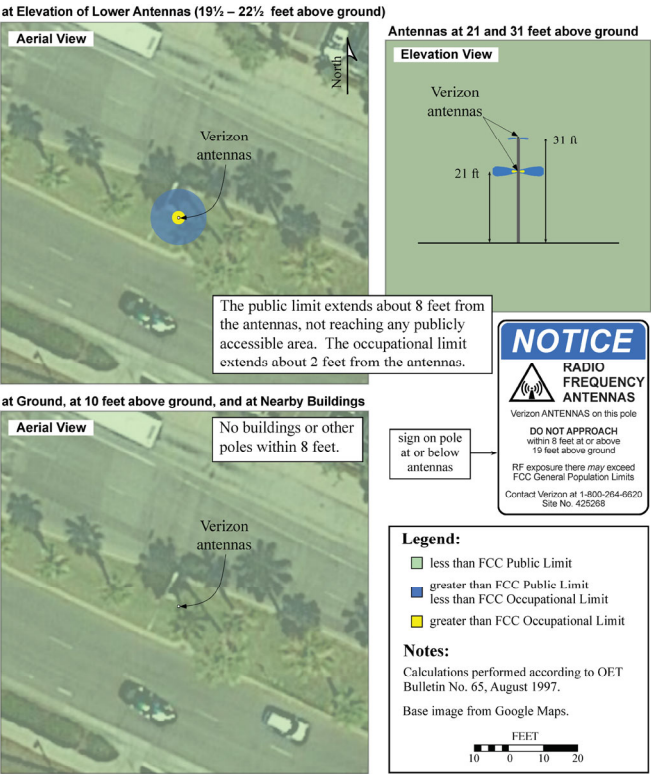 at Elevation of Lower Antennas (19½ – 22½ feet above ground)
Aerial View
North
Verizon
antennas
The public limit extends about 8 feet from
the antennas, not reaching any publicly
accessible area. The occupational limit
extends about 2 feet from the antennas.
Antennas at 21 and 31 feet above ground
Elevation View
Verizon
antennas
31 ft
21 ft
NOTICE
RADIO
FREQUENCY
ANTENNAS
Verizon ANTENNAS on this pole
DO NOT APPROACH
within 8 feet at or above
19 feet above ground
RF exposure there may exceed
FCC General Population Limits
Contact Verizon at 1-800-264-6620
Site No. 425268
sign on pole
at or below
antennas
at Ground, at 10 feet above ground, and at Nearby Buildings
Aerial View
No buildings or other
poles within 8 feet.
Verizon
antennas
Legend:
less than FCC Public Limit
greater than FCC Public Limit
less than FCC Occupational Limit
greater than FCC Occupational Limit
Notes:
Calculations performed according to OET
Bulletin No. 65, August 1997.
Base image from Google Maps.
FEET
10 0 10 20